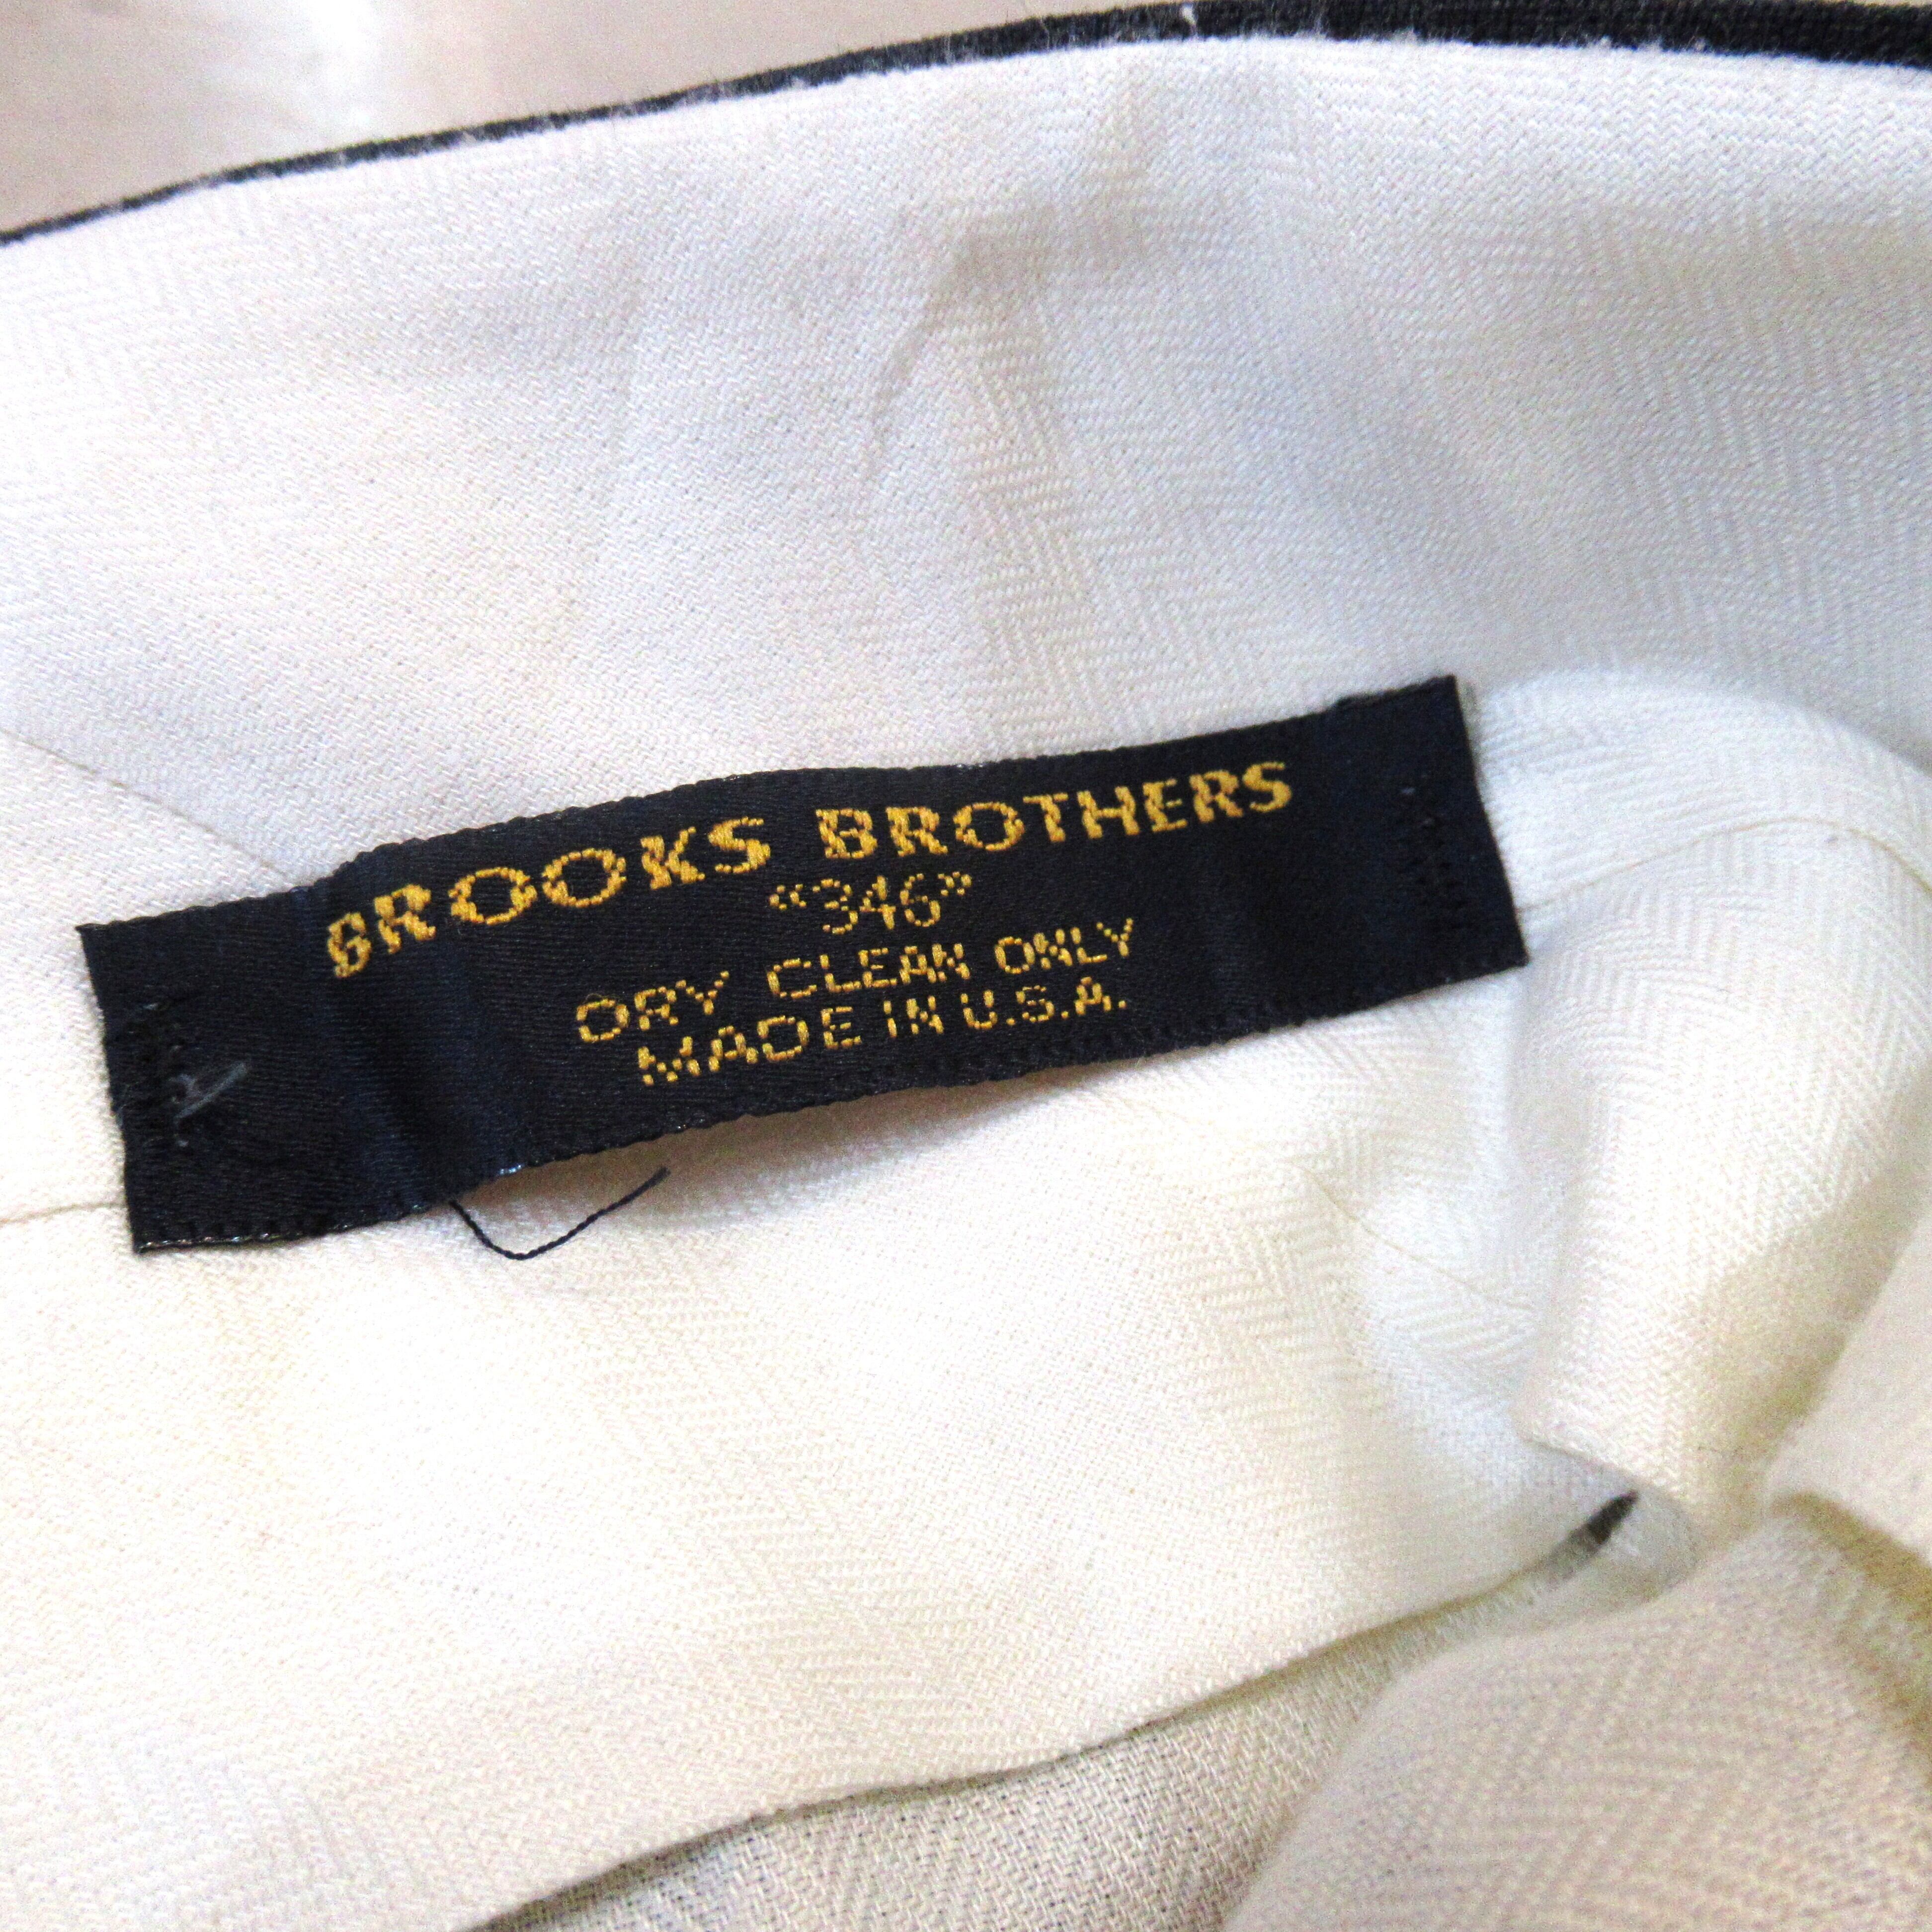 BROOKS BROTHERS
“346”
DRY CLEAN ONLY
MADE IN U.S.A.